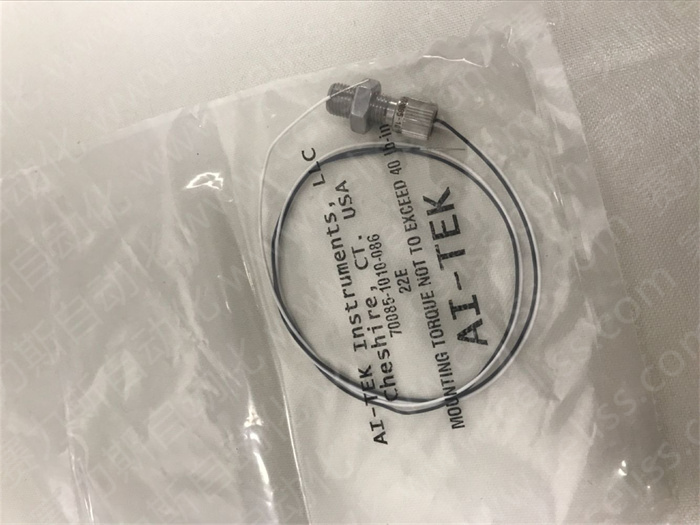 AI-TEK Instruments, LLC
Cheshire, CT. USA
70085-1010-086
22E
MOUNTING TORQUE NOT TO EXCEED 40 lb-in
AI-TEK